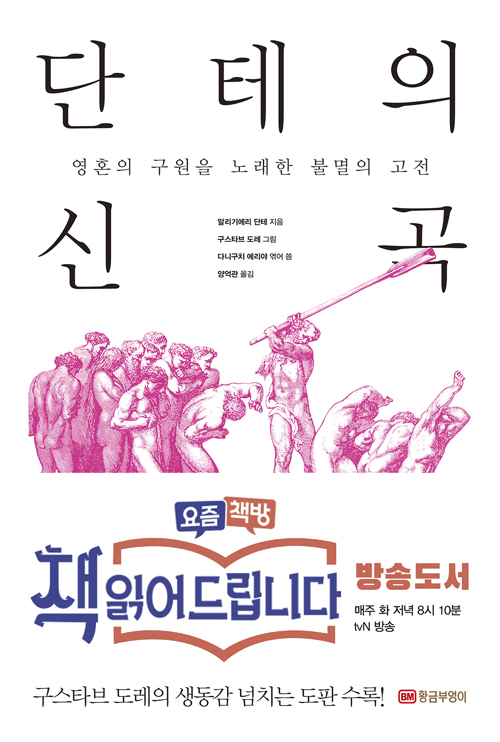 단테의
영혼의 구원을 노래한 불멸의 고전
신곡
알리기에리 단테 지음
구스타브 도레 그림
다니구치 에리야 엮어 씀
양억관 옮김
요즘책방
책 읽어드립니다
방송도서
매주 화 저녁 8시 10분
tvN 방송
구스타브 도레의 생동감 넘치는 도판 수록!
BM 황금부엉이